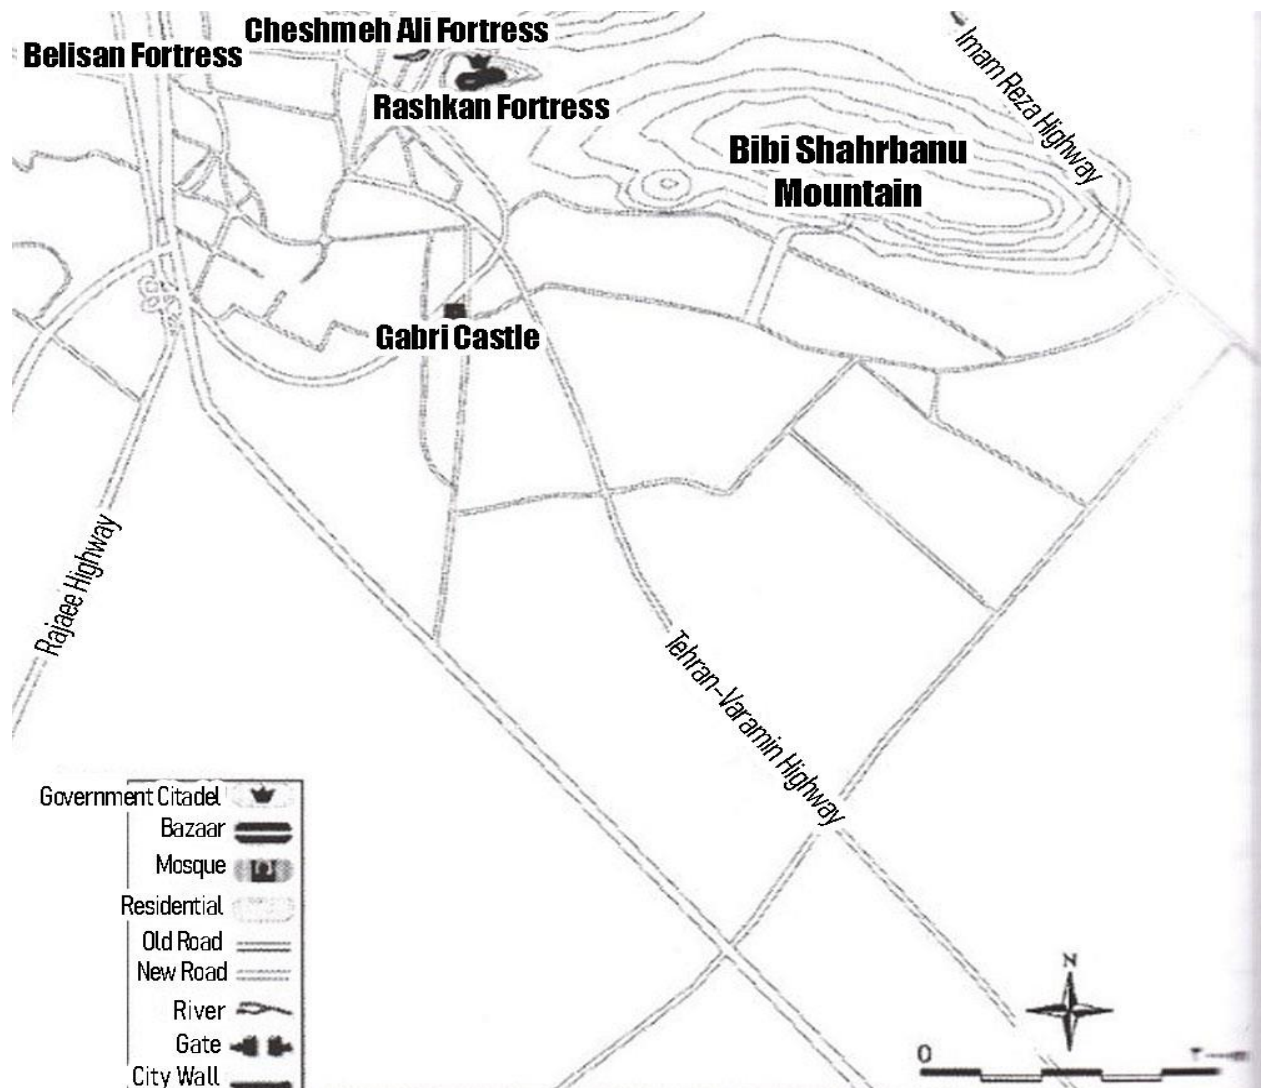 Cheshmeh Ali Fortress
Belisan Fortress
Rashkan Fortress
Imam Reza Highway
Bibi Shahrbanu
Mountain
Gabri Castle
Rajaee Highway
Tehran-Varamin Highway
Government Citadel
Bazaar
Mosque
Residential
Old Road
New Road
River
Gate
City Wall
N
0